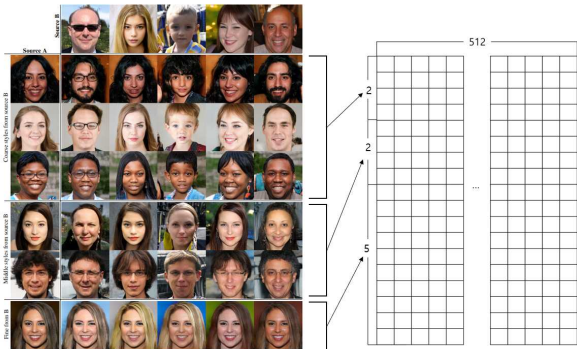 Source B
Source A
512
Coarse styles from source B
2
2
...
Middle styles from source B
5
Fine from B